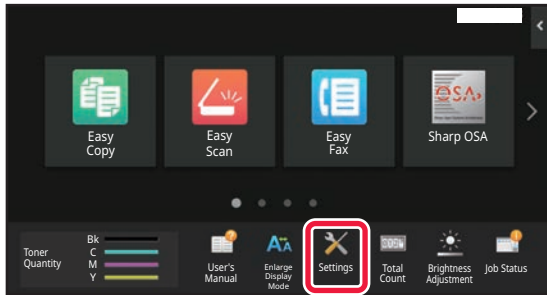 Easy
Copy
Easy
Scan
Easy
Fax
OSA
Sharp OSA
Toner
Quantity
Bk
C
M
Y
User's
Manual
Enlarge
Display
Mode
Settings
Total
Count
Brightness
Adjustment
Job Status